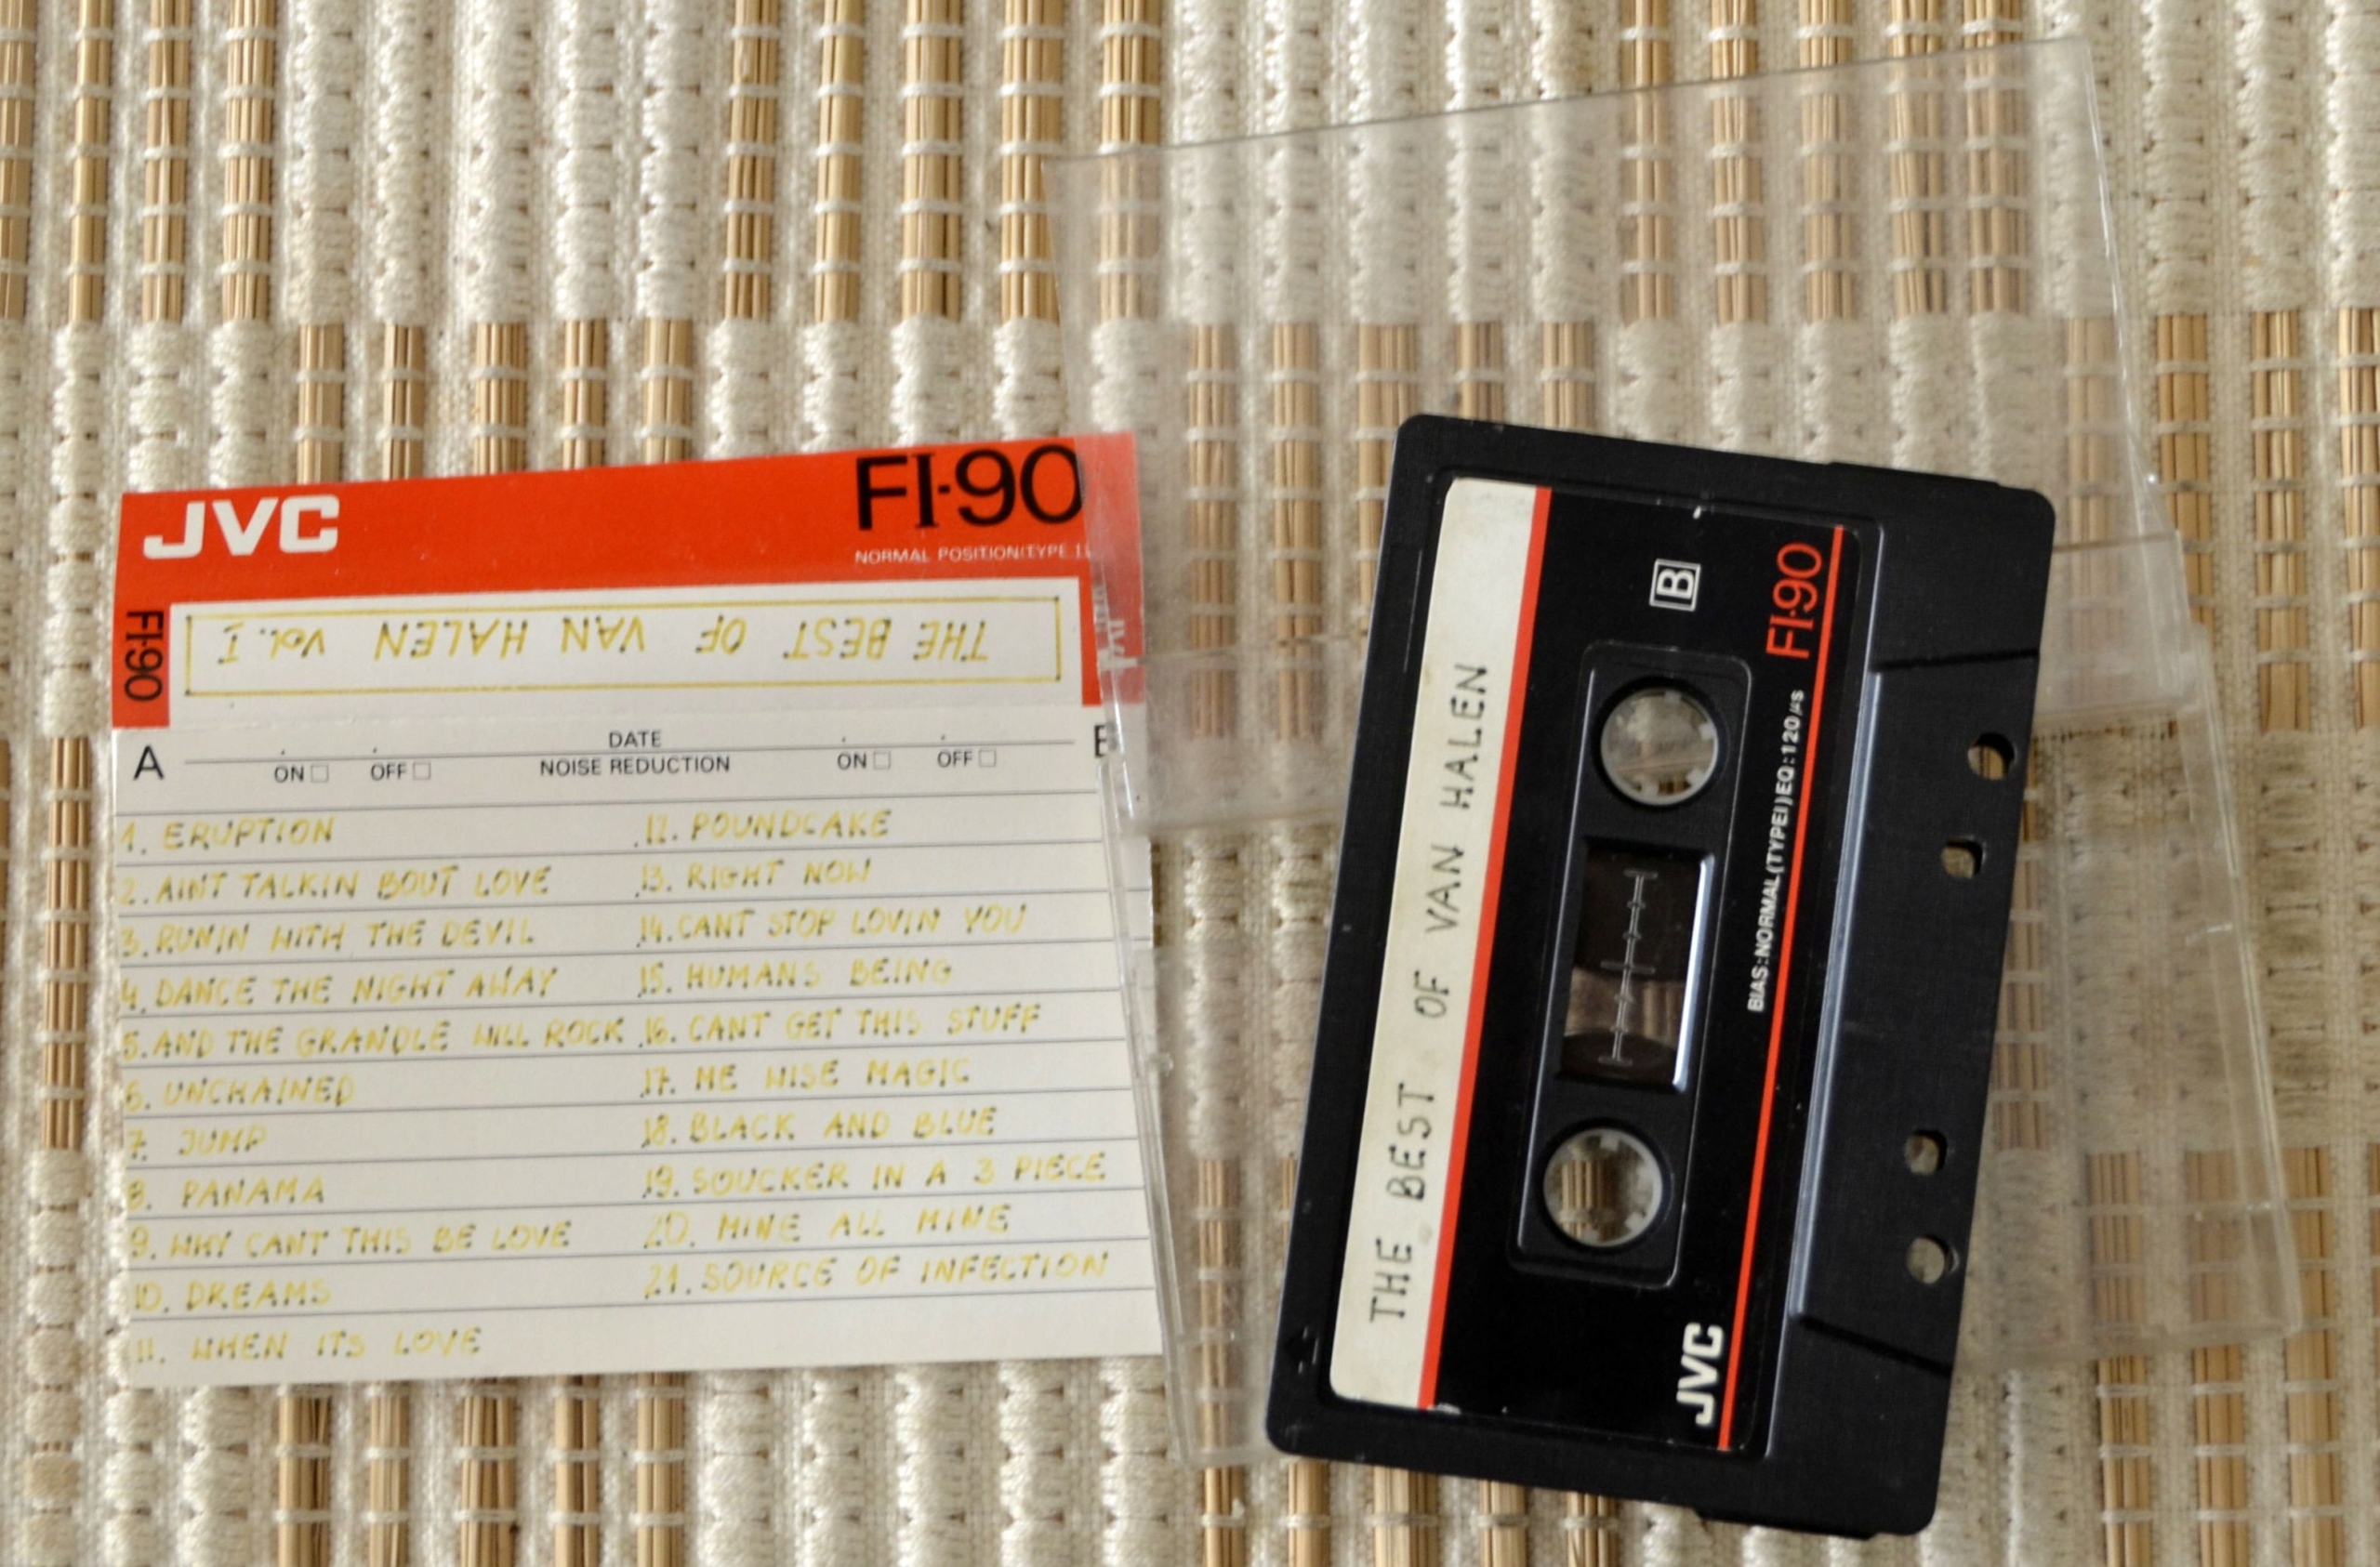 JVC
FI-90
NORMAL POSITION(TYPE I)
FI-90
THE BEST OF VAN HALEN Vol. I
DATE
A ON OFF NOISE REDUCTION ON OFF
1. ERUPTION
2. AINT TALKIN BOUT LOVE
3. RUNIN WITH THE DEVIL
4. DANCE THE NIGHT AWAY
5. AND THE GRANDLE WILL ROCK
6. UNCHAINED
7. JUMP
8. PANAMA
9. WHY CANT THIS BE LOVE
10. DREAMS
11. WHEN ITS LOVE
12. POUNDCAKE
13. RIGHT NOW
14. CANT STOP LOVIN YOU
15. HUMANS BEING
16. CANT GET THIS STUFF
17. ME WISE MAGIC
18. BLACK AND BLUE
19. SOUCKER IN A 3 PIECE
20. MINE ALL MINE
21. SOURCE OF INFECTION
THE BEST OF VAN HALEN
B
JVC
BIAS:NORMAL(TYPEI)EQ:120µs
FI-90